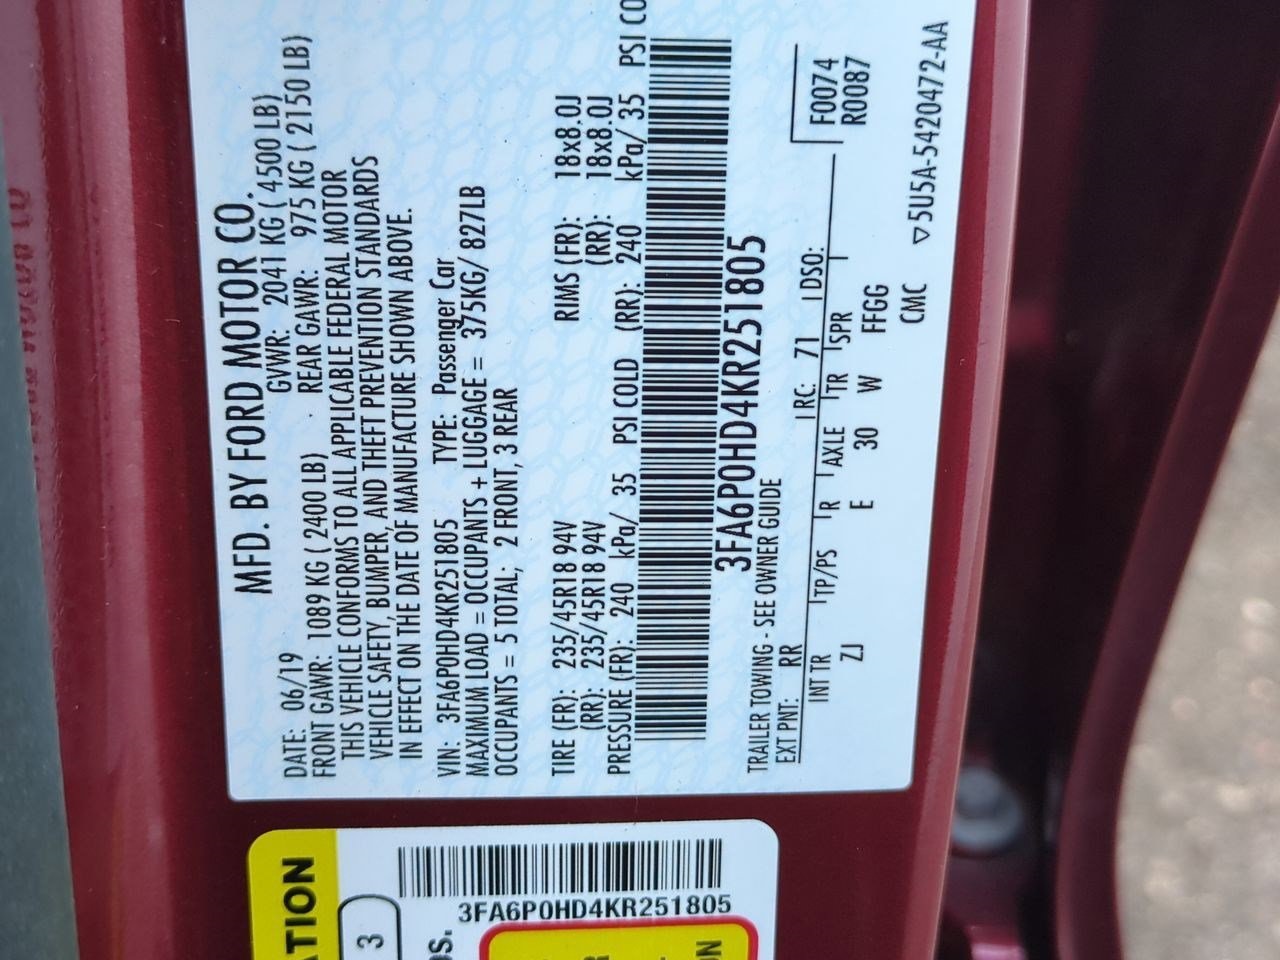 MFD. BY FORD MOTOR CO.
DATE: 06/19 GVWR: 2041 KG ( 4500 LB)
FRONT GAWR: 1089 KG ( 2400 LB) REAR GAWR: 975 KG ( 2150 LB)
THIS VEHICLE CONFORMS TO ALL APPLICABLE FEDERAL MOTOR
VEHICLE SAFETY, BUMPER, AND THEFT PREVENTION STANDARDS
IN EFFECT ON THE DATE OF MANUFACTURE SHOWN ABOVE.
VIN: 3FA6P0HD4KR251805 TYPE: Passenger Car
MAXIMUM LOAD = OCCUPANTS + LUGGAGE = 375KG/ 827LB
OCCUPANTS = 5 TOTAL; 2 FRONT, 3 REAR
TIRE (FR): 235/45R18 94V RIMS (FR): 18x8.0J
(RR): 235/45R18 94V (RR): 18x8.0J
PRESSURE (FR): 240 kPa/ 35 PSI COLD (RR): 240 kPa/ 35 PSI CO
3FA6P0HD4KR251805
TRAILER TOWING - SEE OWNER GUIDE
EXT PNT: RR RC: 71 DSO:
F0074
R0087
INT TR TP/PS R AXLE TR SPR
ZJ E 30 W FFGG
CMC ▽5U5A-5420472-AA
ATION
3
3FA6P0HD4KR251805
os.
R
ON